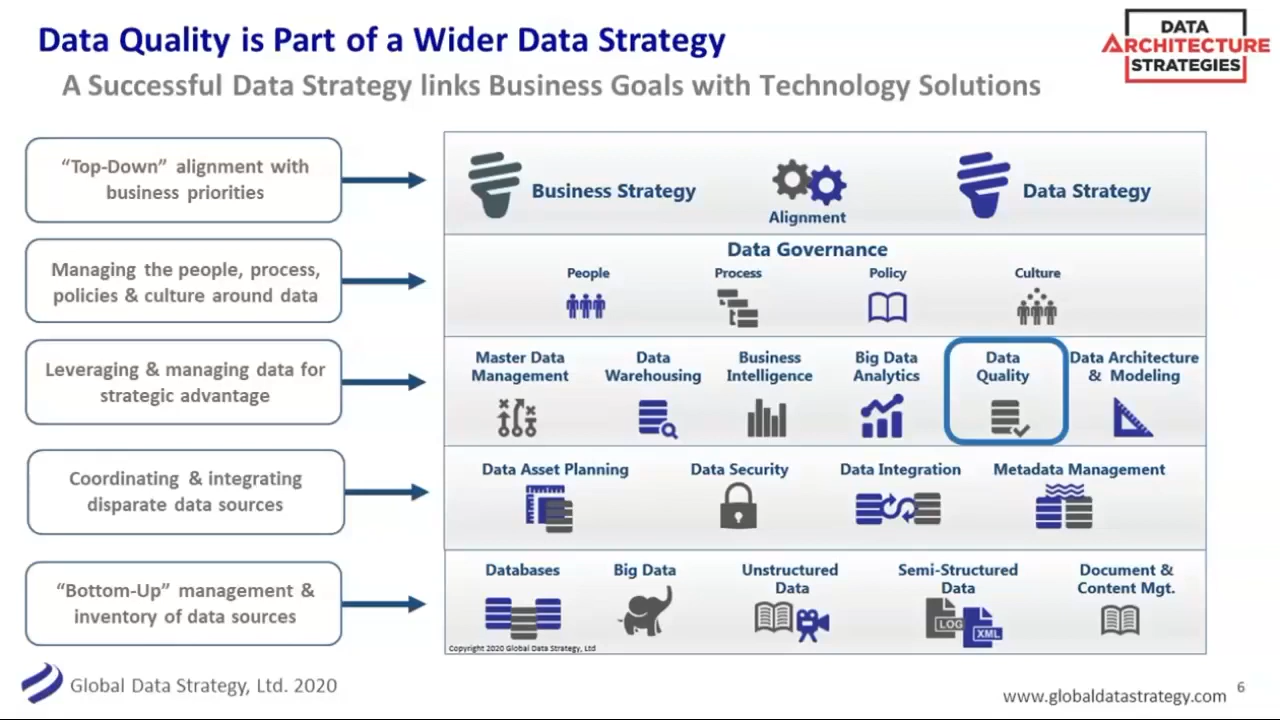 Data Quality is Part of a Wider Data Strategy
A Successful Data Strategy links Business Goals with Technology Solutions
DATA
ARCHITECTURE
STRATEGIES
“Top-Down” alignment with
business priorities
Business Strategy
Alignment
Data Strategy
Managing the people, process,
policies & culture around data
Data Governance
People
Process
Policy
Culture
Leveraging & managing data for
strategic advantage
Master Data
Management
Data
Warehousing
Business
Intelligence
Big Data
Analytics
Data
Quality
Data Architecture
& Modeling
Coordinating & integrating
disparate data sources
Data Asset Planning
Data Security
Data Integration
Metadata Management
“Bottom-Up” management &
inventory of data sources
Databases
Big Data
Unstructured
Data
Semi-Structured
Data
LOG
XML
Document &
Content Mgt.
Copyright 2020 Global Data Strategy, Ltd
Global Data Strategy, Ltd. 2020
www.globaldatastrategy.com
6